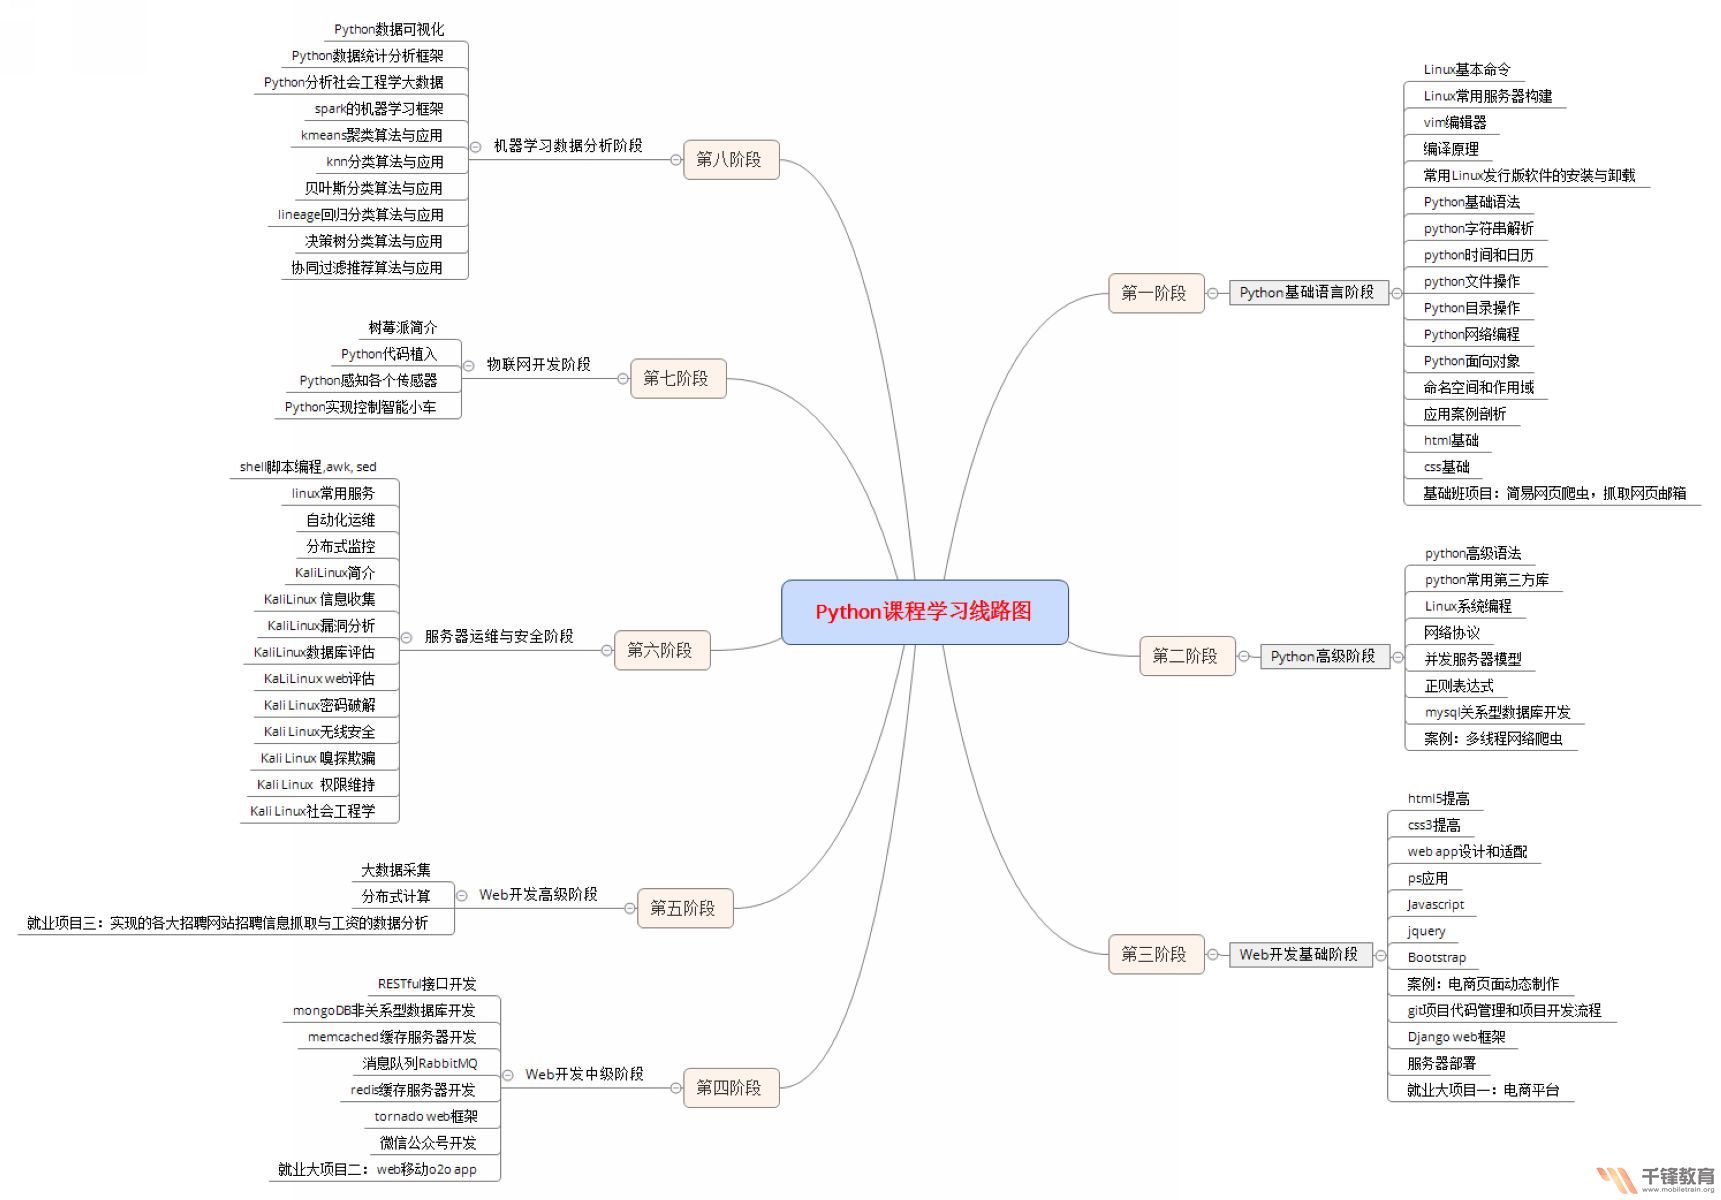 Python课程学习线路图
第一阶段
Python基础语言阶段
Linux基本命令
Linux常用服务器构建
vim编辑器
编译原理
常用Linux发行版软件的安装与卸载
Python基础语法
python字符串解析
python时间和日历
python文件操作
Python目录操作
Python网络编程
Python面向对象
命名空间和作用域
应用案例剖析
html基础
css基础
基础班项目：简易网页爬虫，抓取网页邮箱
第二阶段
Python高级阶段
python高级语法
python常用第三方库
Linux系统编程
网络协议
并发服务器模型
正则表达式
mysql关系型数据库开发
案例：多线程网络爬虫
第三阶段
Web开发基础阶段
html5提高
css3提高
web app设计和适配
ps应用
Javascript
jquery
Bootstrap
案例：电商页面动态制作
git项目代码管理和项目开发流程
Django web框架
服务器部署
就业大项目一：电商平台
第四阶段
Web开发中级阶段
RESTful接口开发
mongoDB非关系型数据库开发
memcached缓存服务器开发
消息队列RabbitMQ
redis缓存服务器开发
tornado web框架
微信公众号开发
就业大项目二：web移动o2o app
第五阶段
Web开发高级阶段
大数据采集
分布式计算
就业项目三：实现的各大招聘网站招聘信息抓取与工资的数据分析
第六阶段
服务器运维与安全阶段
shell脚本编程,awk, sed
linux常用服务
自动化运维
分布式监控
KaliLinux简介
KaliLinux 信息收集
KaliLinux漏洞分析
KaliLinux数据库评估
KaLiLinux web评估
Kali Linux密码破解
Kali Linux无线安全
Kali Linux 嗅探欺骗
Kali Linux 权限维持
Kali Linux社会工程学
第七阶段
物联网开发阶段
树莓派简介
Python代码植入
Python感知各个传感器
Python实现控制智能小车
第八阶段
机器学习数据分析阶段
Python数据可视化
Python数据统计分析框架
Python分析社会工程学大数据
spark的机器学习框架
kmeans聚类算法与应用
knn分类算法与应用
贝叶斯分类算法与应用
lineage回归分类算法与应用
决策树分类算法与应用
协同过滤推荐算法与应用
千锋教育
www.mobiletrain.org